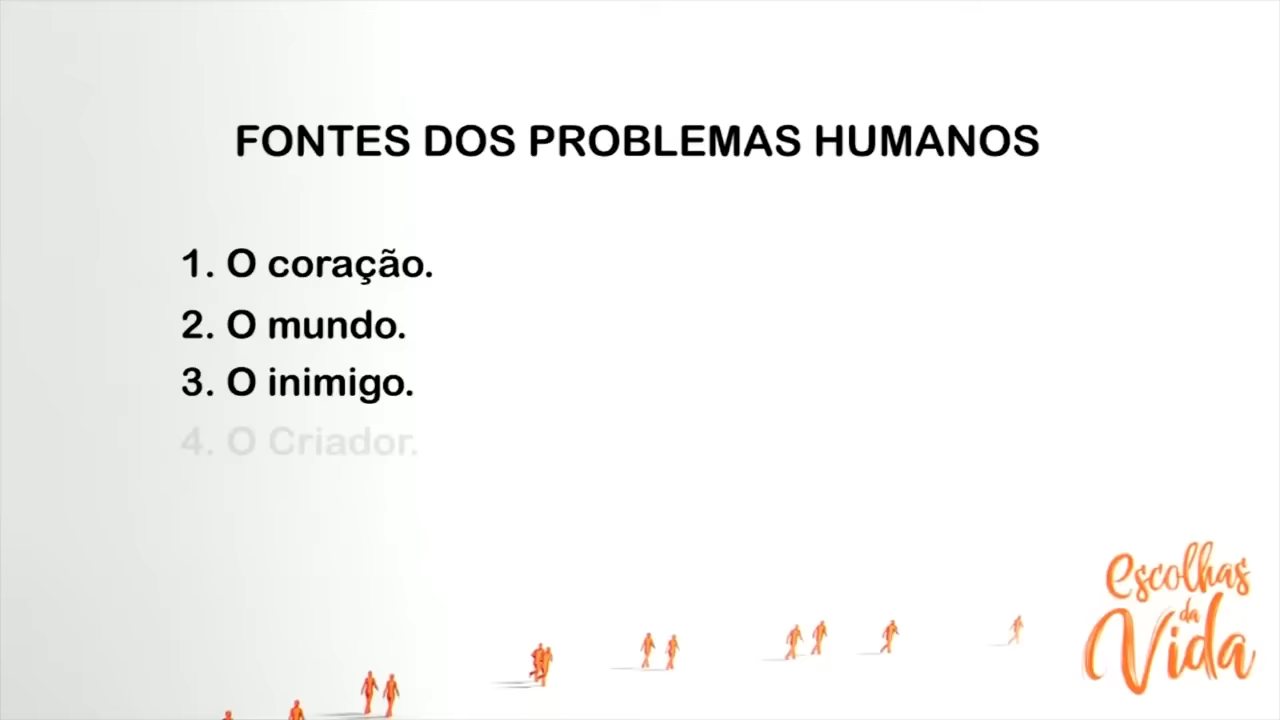 FONTES DOS PROBLEMAS HUMANOS
1. O coração.
2. O mundo.
3. O inimigo.
4. O Criador.
Escolhas
da
Vida